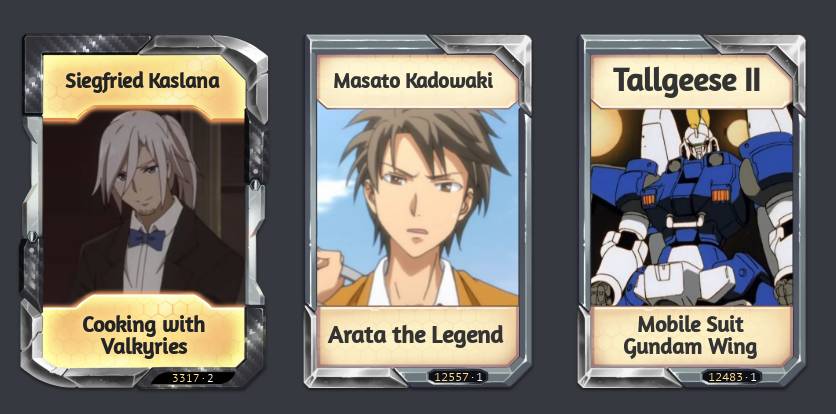 Siegfried Kaslana
Cooking with
Valkyries
3317·2
Masato Kadowaki
Arata the Legend
12557·1
Tallgeese II
Mobile Suit
Gundam Wing
12483·1